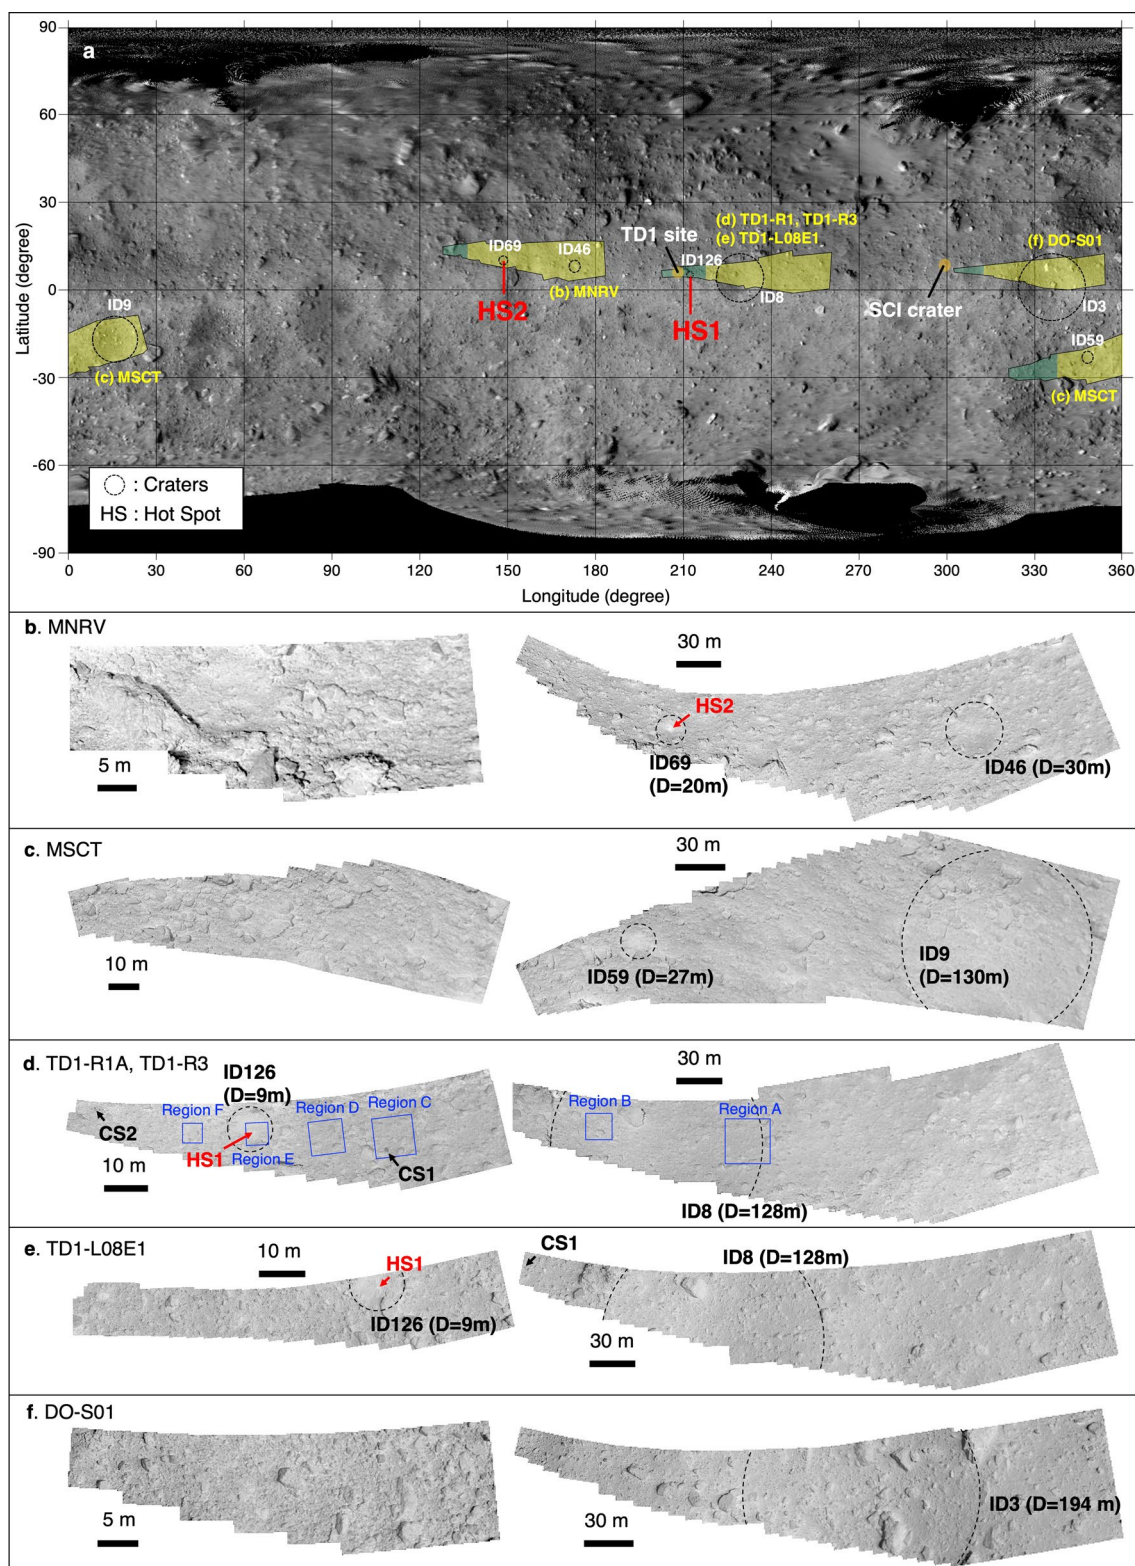 a
90
60
30
0
-30
-60
-90
Latitude (degree)
0 30 60 90 120 150 180 210 240 270 300 330 360
Longitude (degree)
(d) TD1-R1, TD1-R3
(e) TD1-L08E1
TD1 site
ID69
ID46
ID126
(f) DO-S01
(b) MNRV
HS2
HS1
ID8
SCI crater
ID3
ID9
ID59
(c) MSCT
(c) MSCT
: Craters
HS : Hot Spot
b. MNRV
5 m
30 m
HS2
ID69
(D=20m)
ID46 (D=30m)
c. MSCT
10 m
30 m
ID59 (D=27m)
ID9
(D=130m)
d. TD1-R1A, TD1-R3
ID126
(D=9m)
Region F
Region D
Region C
CS2
HS1
Region E
CS1
10 m
30 m
Region B
Region A
ID8 (D=128m)
e. TD1-L08E1
10 m
HS1
ID126 (D=9m)
CS1
ID8 (D=128m)
30 m
f. DO-S01
5 m
30 m
ID3 (D=194 m)